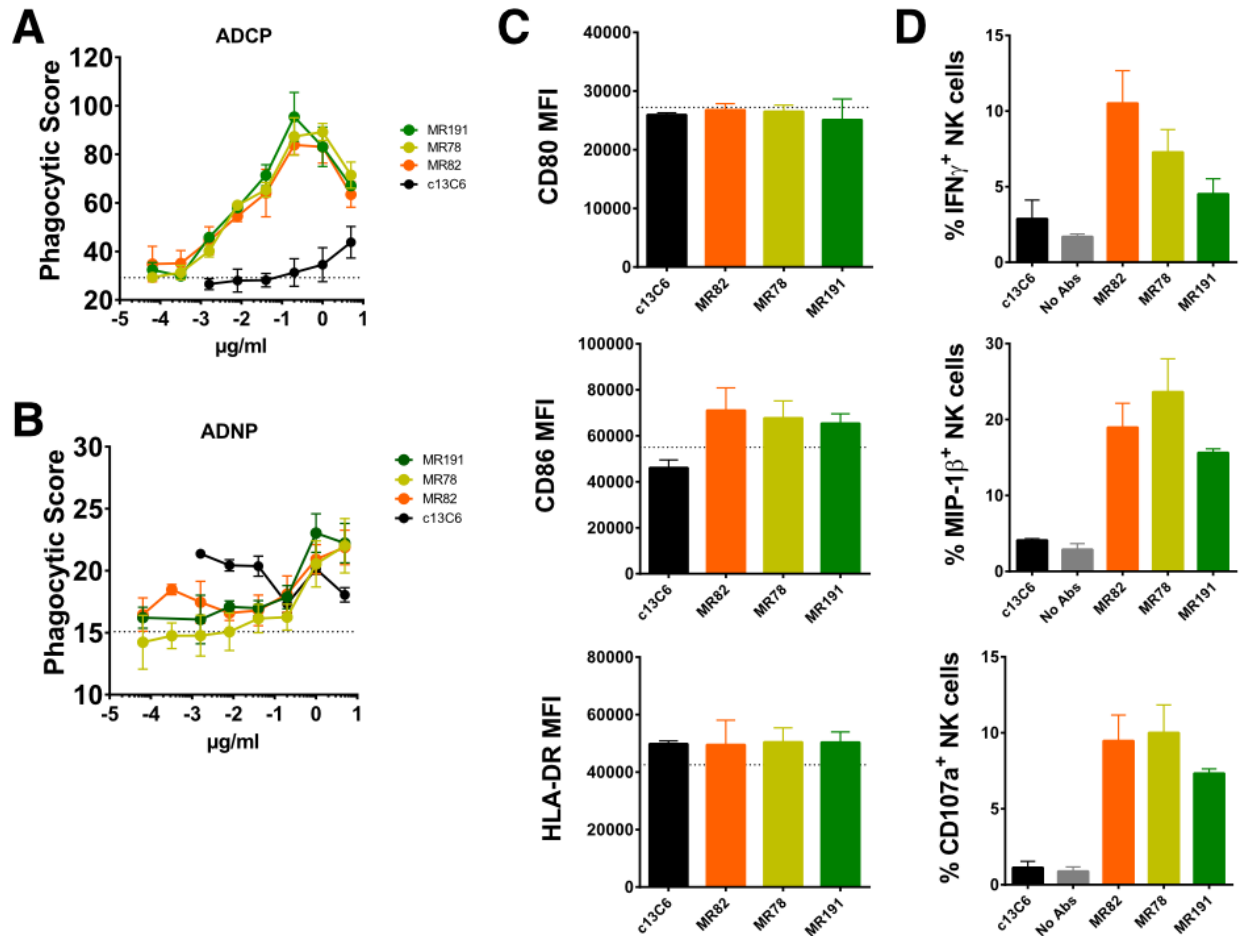 A
ADCP
Phagocytic Score
120
100
80
60
40
20
-5 -4 -3 -2 -1 0 1
µg/ml
MR191
MR78
MR82
c13C6
B
ADNP
Phagocytic Score
30
25
20
15
10
-5 -4 -3 -2 -1 0 1
µg/ml
MR191
MR78
MR82
c13C6
C
CD80 MFI
40000
30000
20000
10000
0
c13C6 MR82 MR78 MR191
CD86 MFI
100000
80000
60000
40000
20000
0
c13C6 MR82 MR78 MR191
HLA-DR MFI
80000
60000
40000
20000
0
c13C6 MR82 MR78 MR191
D
% IFNγ⁺ NK cells
15
10
5
0
c13C6 No Abs MR82 MR78 MR191
% MIP-1β⁺ NK cells
30
20
10
0
c13C6 No Abs MR82 MR78 MR191
% CD107a⁺ NK cells
15
10
5
0
c13C6 No Abs MR82 MR78 MR191